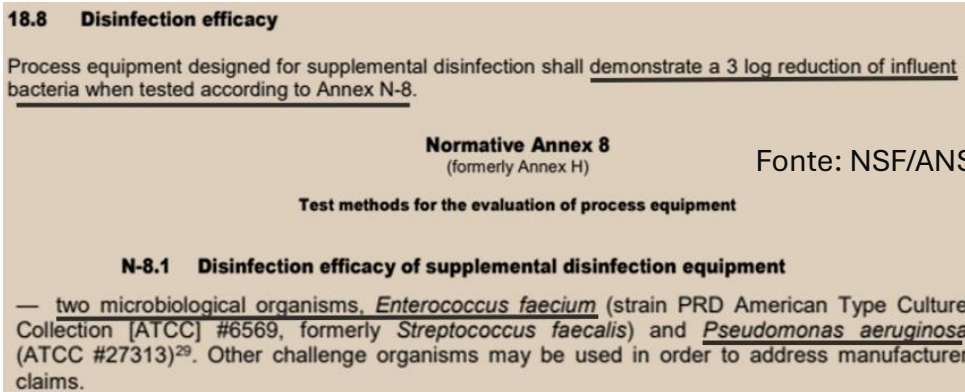 18.8 Disinfection efficacy
Process equipment designed for supplemental disinfection shall demonstrate a 3 log reduction of influent
bacteria when tested according to Annex N-8.
Normative Annex 8
(formerly Annex H)
Fonte: NSF/ANS
Test methods for the evaluation of process equipment
N-8.1 Disinfection efficacy of supplemental disinfection equipment
— two microbiological organisms, Enterococcus faecium (strain PRD American Type Culture
Collection [ATCC] #6569, formerly Streptococcus faecalis) and Pseudomonas aeruginosa
(ATCC #27313)²⁹. Other challenge organisms may be used in order to address manufacturer
claims.